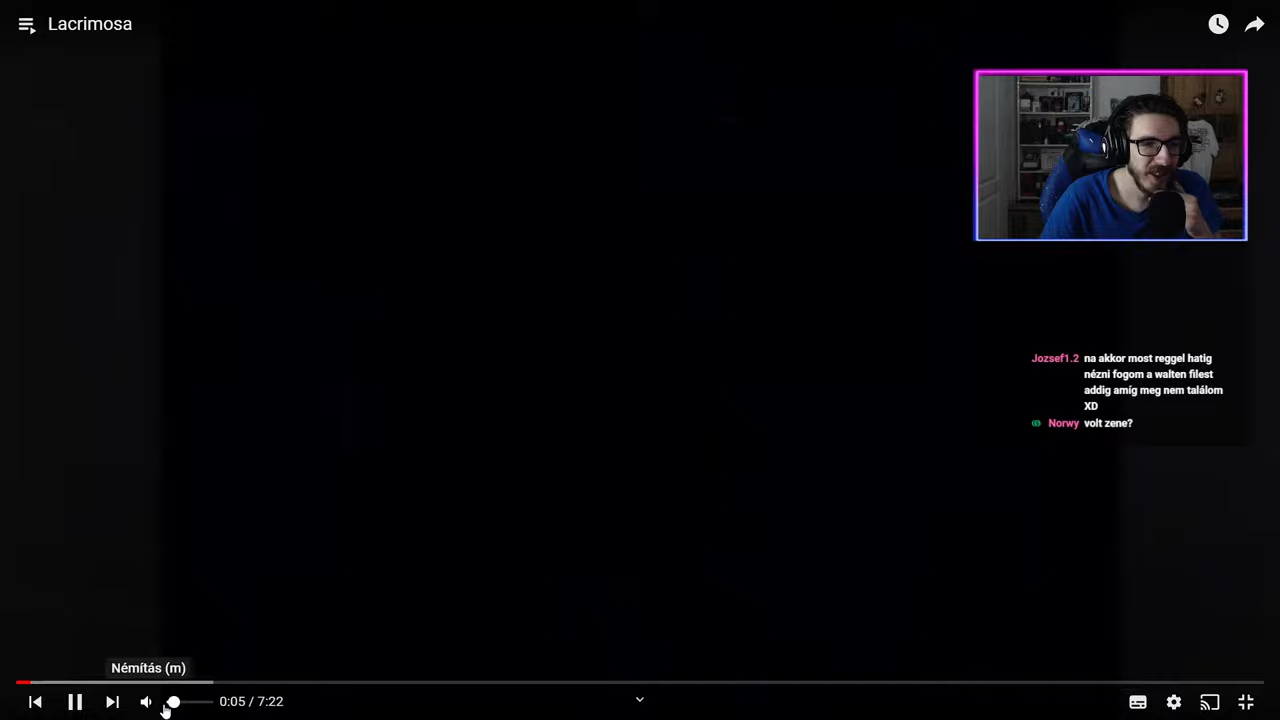 Lacrimosa
Jozsef1.2 na akkor most reggel hatig
nézni fogom a walten filest
addig amíg meg nem találom
XD
Norwy volt zene?
Némítás (m)
0:05 / 7:22